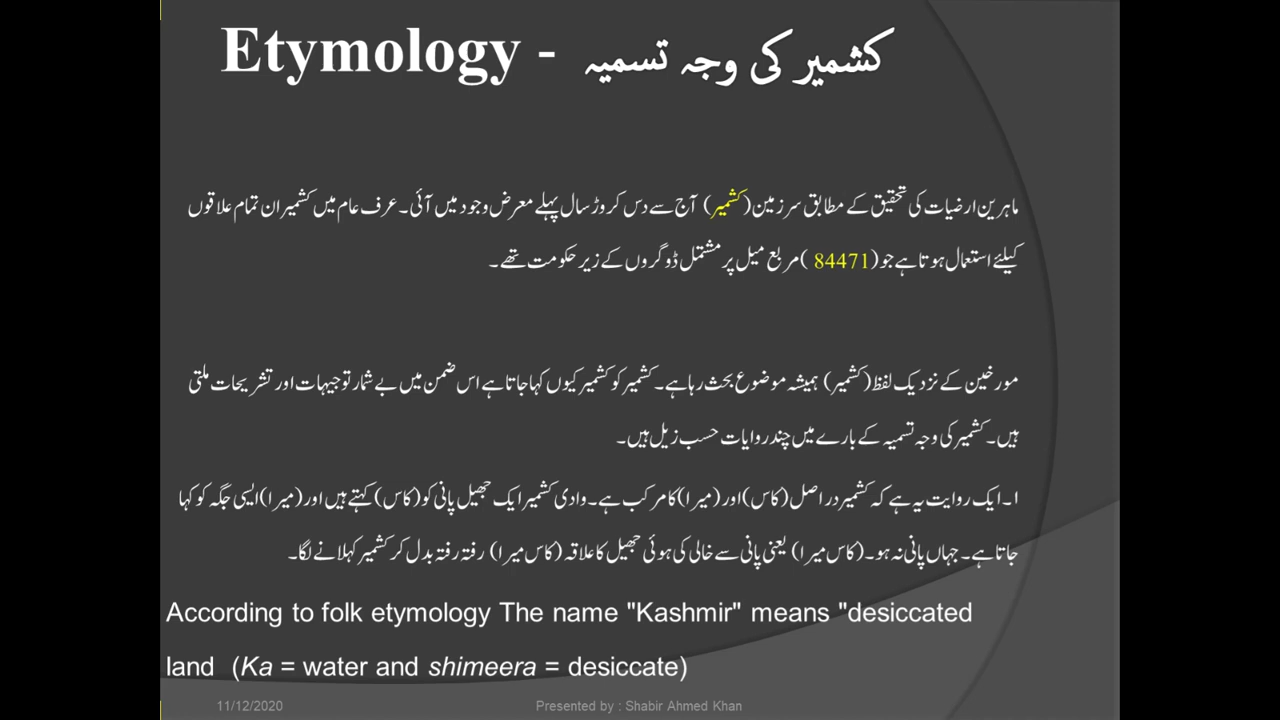 Etymology - کشمیر کی وجہ تسمیہ
ماہرین ارضیات کی تحقیق کے مطابق سرزمین (کشمیر) آج سے دس کروڑ سال پہلے معرض وجود میں آئی۔ عرف عام میں کشمیر ان تمام علاقوں
کیلئے استعمال ہوتا ہے جو (84471 )مربع میل پر مشتمل ڈوگروں کے زیر حکومت تھے۔
مورخین کے نزدیک لفظ (کشمیر) ہمیشہ موضوع بحث رہا ہے۔ کشمیر کو کشمیر کیوں کہا جاتا ہے اس ضمن میں بے شمار توجیہات اور تشریحات ملتی
ہیں۔ کشمیر کی وجہ تسمیہ کے بارے میں چند روایات حسب زیل ہیں۔
۱۔ ایک روایت یہ ہے کہ کشمیر در اصل (کاس) اور (میرا) کا مرکب ہے۔ وادی کشمیر ایک جھیل پانی کو (کاس) کہتے ہیں اور (میرا) ایسی جگہ کو کہا
جاتا ہے۔ جہاں پانی نہ ہو۔ (کاس میرا) یعنی پانی سے خالی کی ہوئی جھیل کا علاقہ (کاس میرا) رفتہ رفتہ بدل کر کشمیر کہلانے لگا۔
According to folk etymology The name "Kashmir" means "desiccated
land (Ka = water and shimeera = desiccate)
11/12/2020 Presented by : Shabir Ahmed Khan